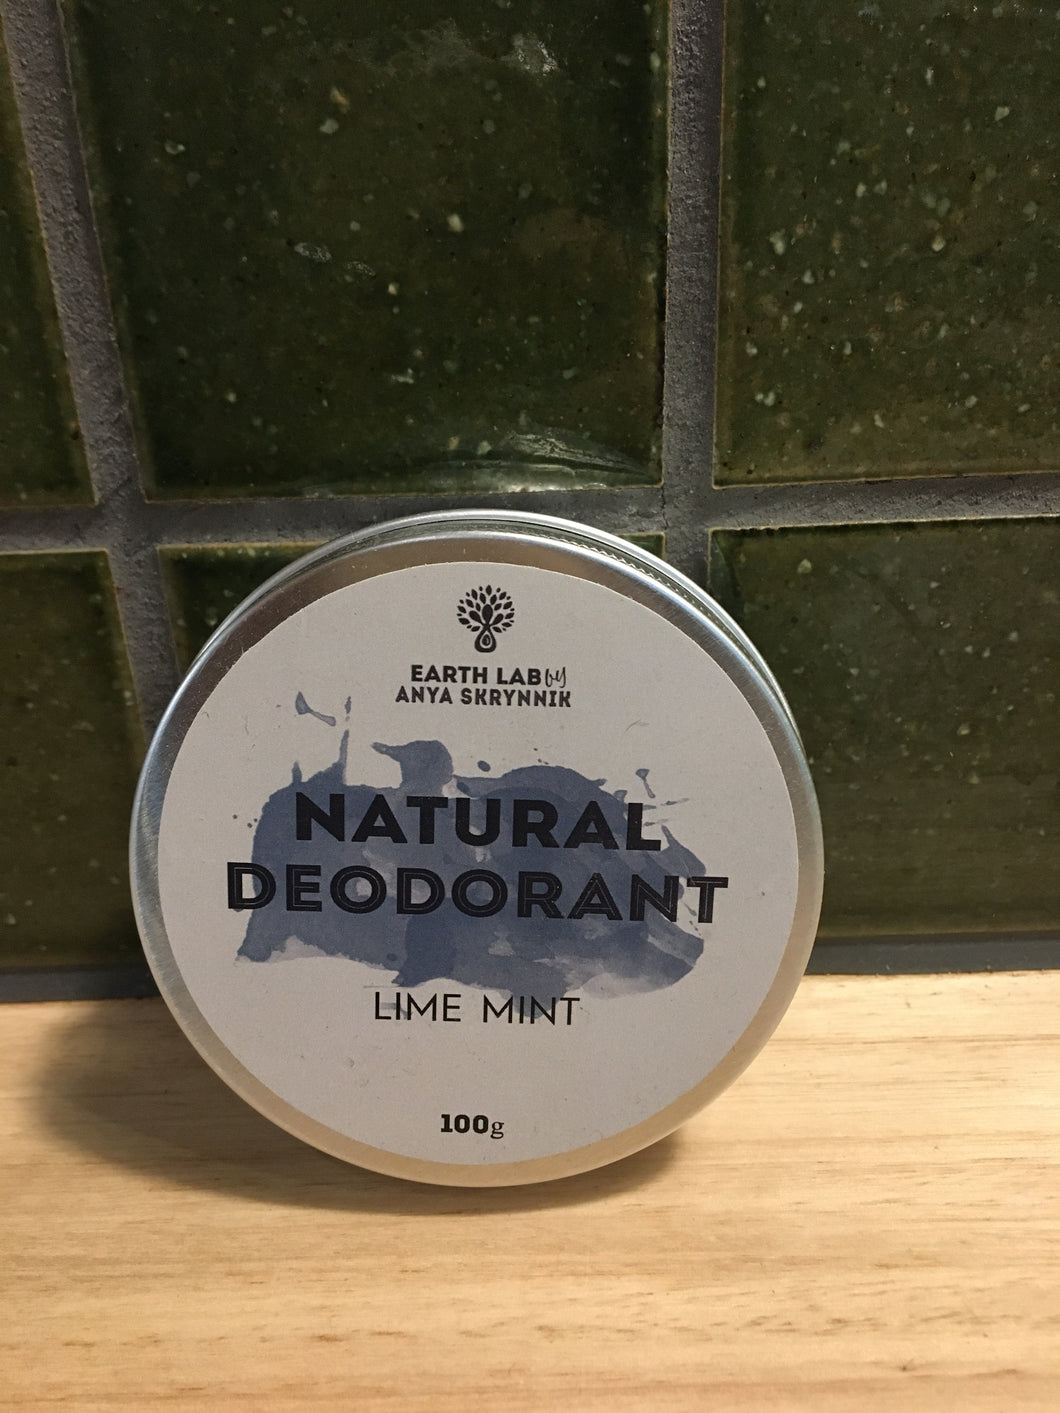 EARTH LAB by
ANYA SKRYNNIK
NATURAL
DEODORANT
LIME MINT
100g